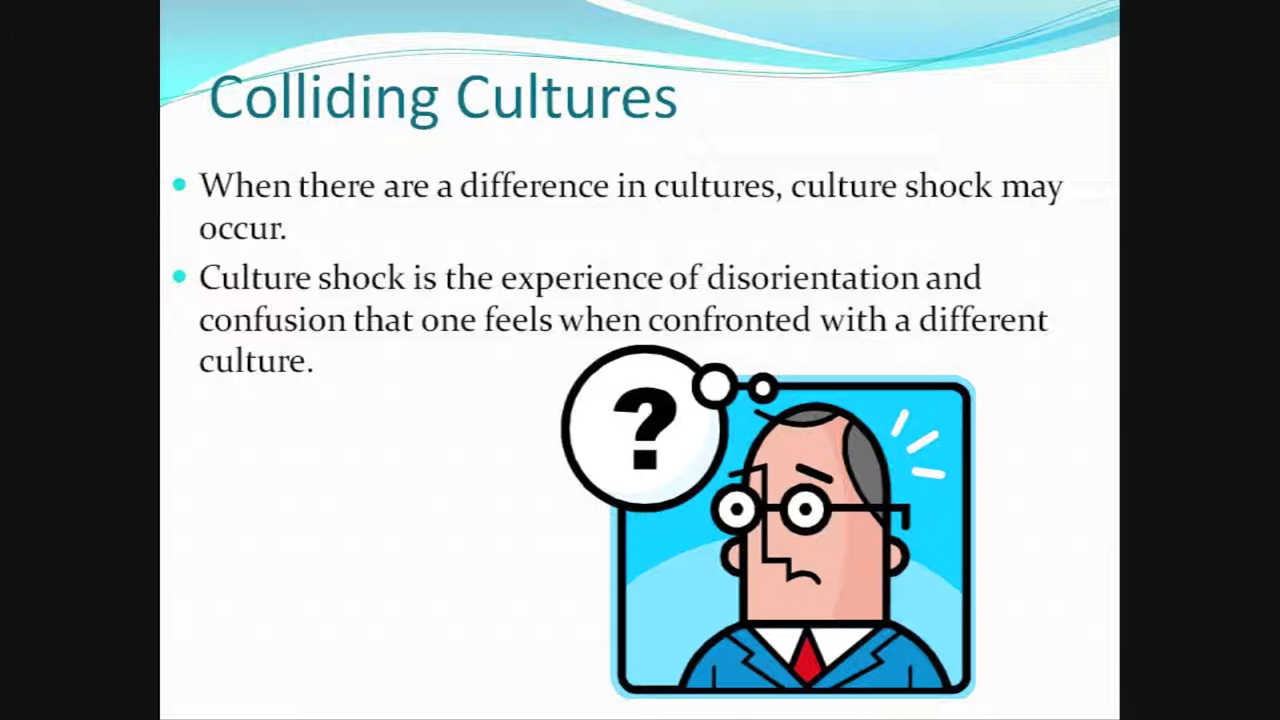 Colliding Cultures
When there are a difference in cultures, culture shock may
occur.
Culture shock is the experience of disorientation and
confusion that one feels when confronted with a different
culture.
?